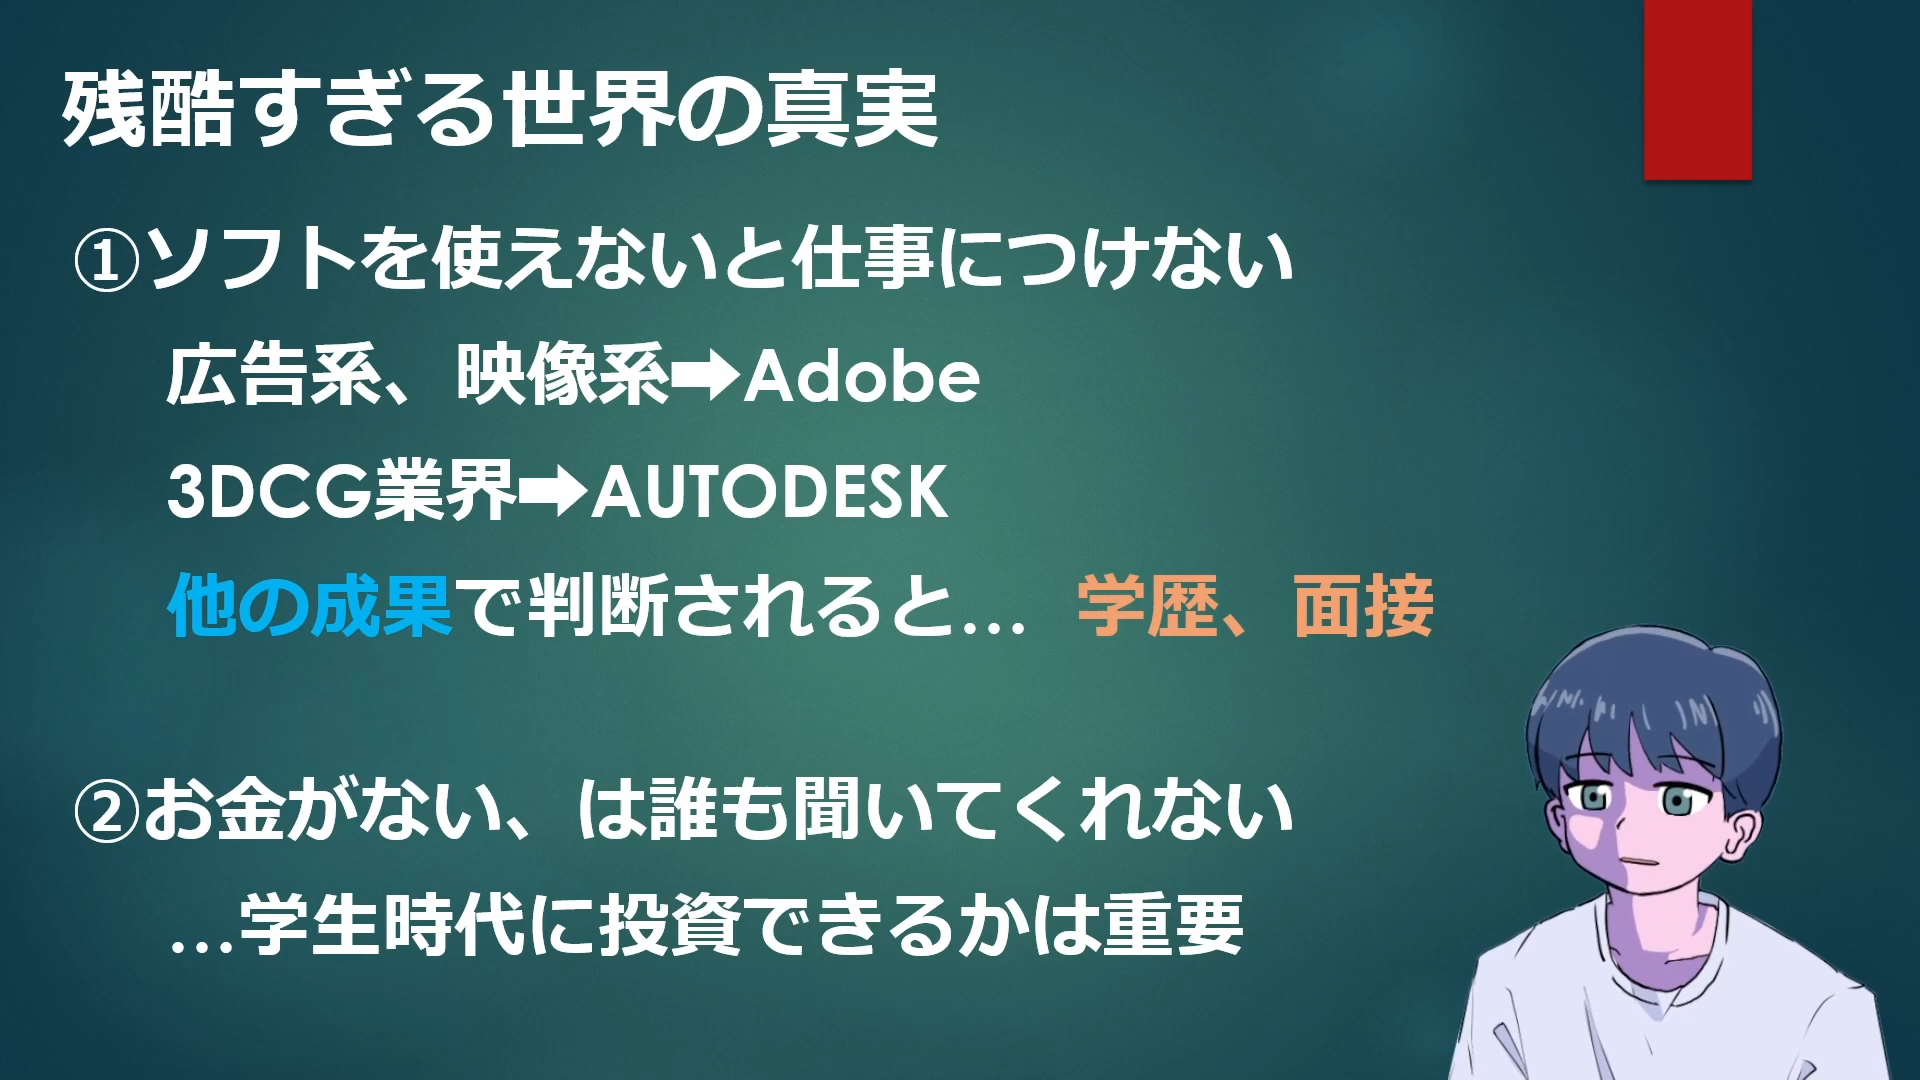 残酷すぎる世界の真実
①ソフトを使えないと仕事につけない
広告系、映像系➡Adobe
3DCG業界➡AUTODESK
他の成果で判断されると… 学歴、面接
②お金がない、は誰も聞いてくれない
…学生時代に投資できるかは重要